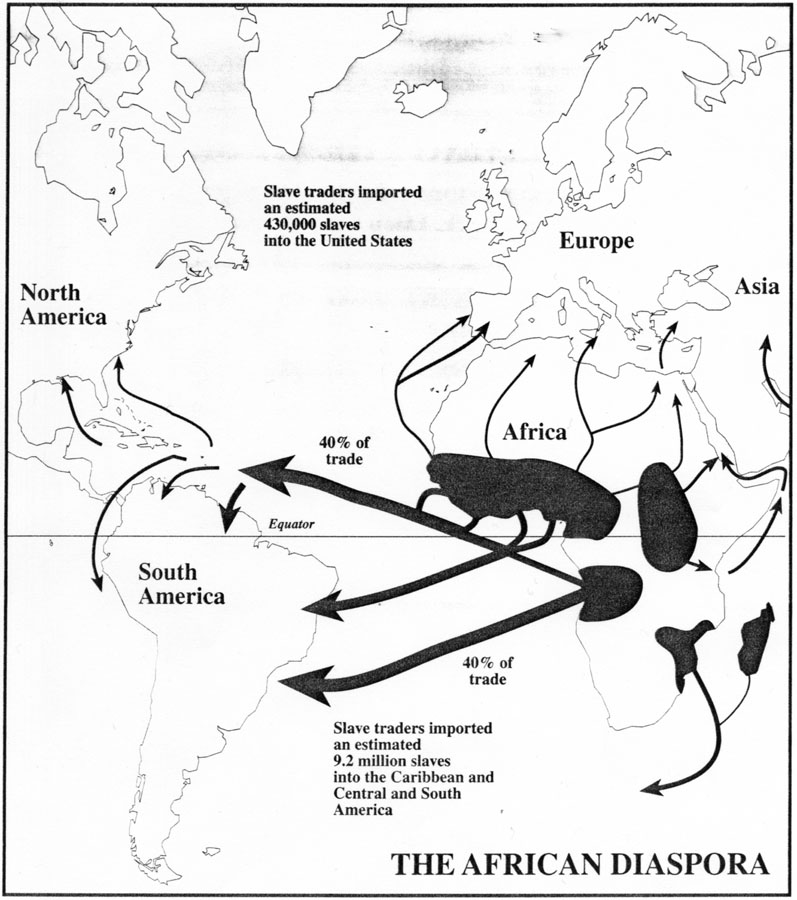 Slave traders imported
an estimated
430,000 slaves
into the United States
Europe
North
America
Asia
Africa
40% of
trade
Equator
South
America
40% of
trade
Slave traders imported
an estimated
9.2 million slaves
into the Caribbean and
Central and South
America
THE AFRICAN DIASPORA